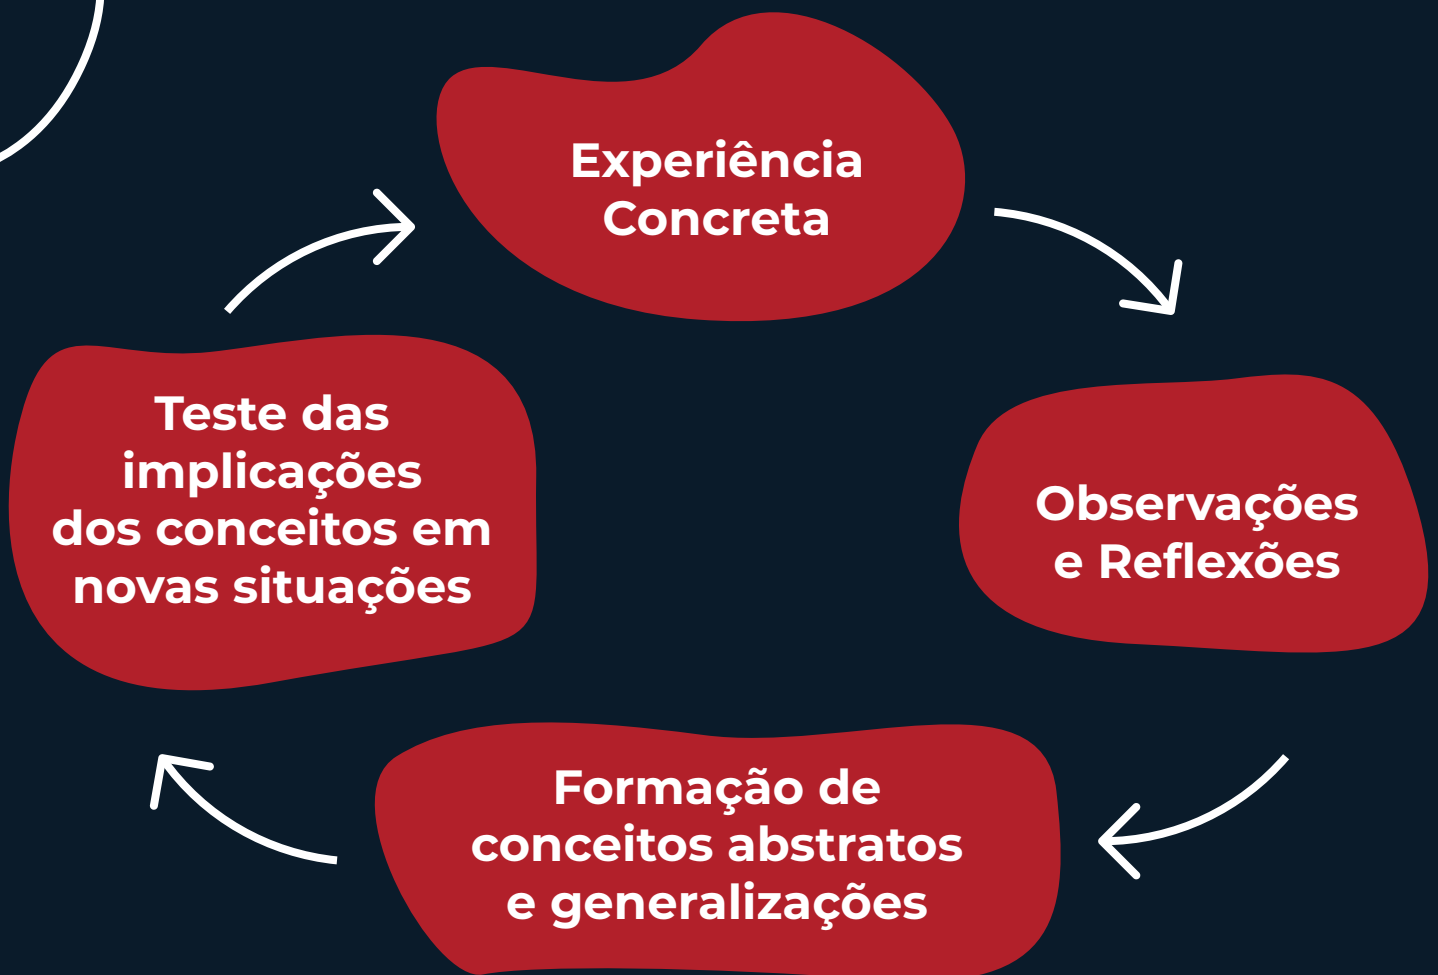 Experiência
Concreta
Observações
e Reflexões
Formação de
conceitos abstratos
e generalizações
Teste das
implicações
dos conceitos em
novas situações